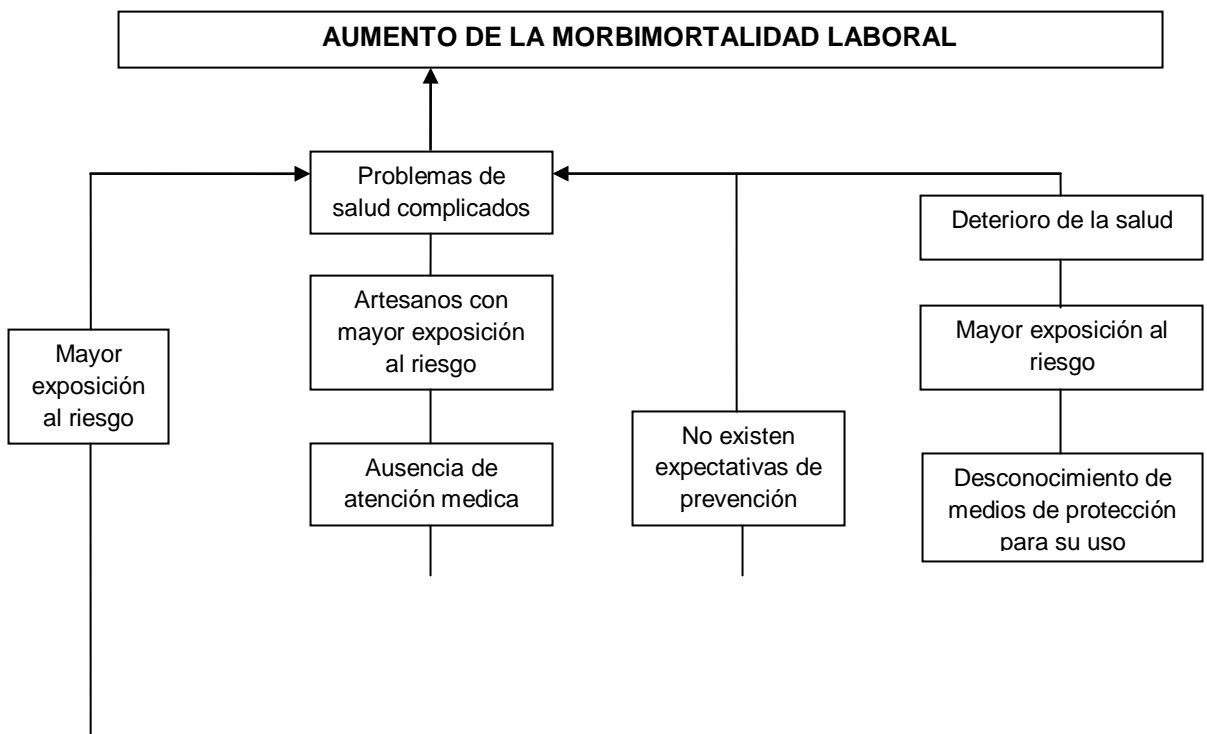 AUMENTO DE LA MORBIMORTALIDAD LABORAL
Problemas de
salud complicados
Deterioro de la salud
Artesanos con
mayor exposición
al riesgo
Mayor exposición al
riesgo
Mayor
exposición
al riesgo
Ausencia de
atención medica
No existen
expectativas de
prevención
Desconocimiento de
medios de protección
para su uso